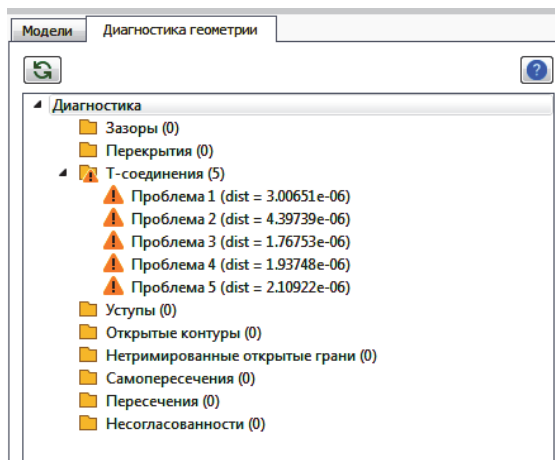 Модели Диагностика геометрии
?
Диагностика
Зазоры (0)
Перекрытия (0)
Т-соединения (5)
Проблема 1 (dist = 3.00651e-06)
Проблема 2 (dist = 4.39739e-06)
Проблема 3 (dist = 1.76753e-06)
Проблема 4 (dist = 1.93748e-06)
Проблема 5 (dist = 2.10922e-06)
Уступы (0)
Открытые контуры (0)
Нетримированные открытые грани (0)
Самопересечения (0)
Пересечения (0)
Несогласованности (0)